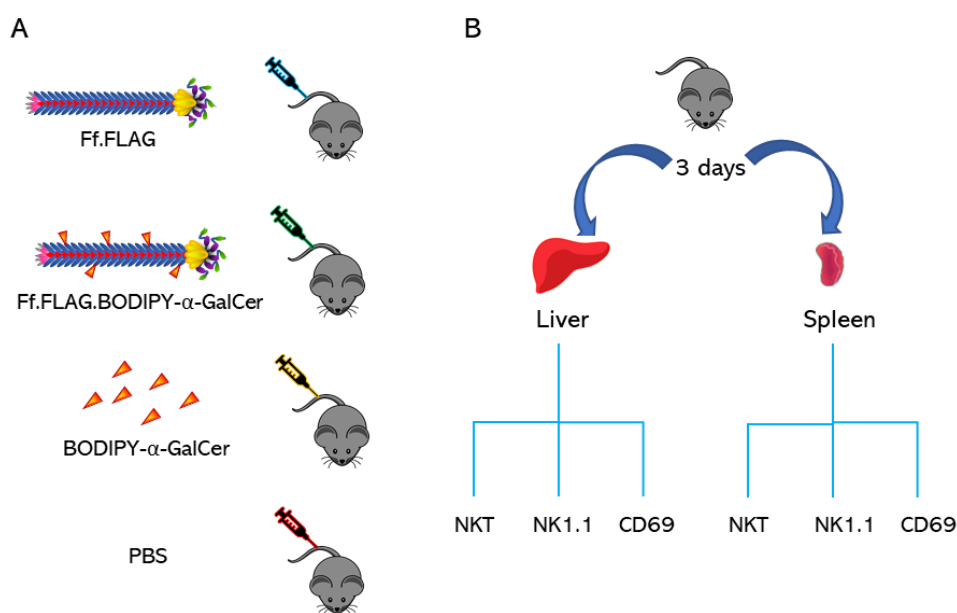 A
Ff.FLAG
Ff.FLAG.BODIPY-α-GalCer
BODIPY-α-GalCer
PBS
B
3 days
Liver
Spleen
NKT NK1.1 CD69
NKT NK1.1 CD69